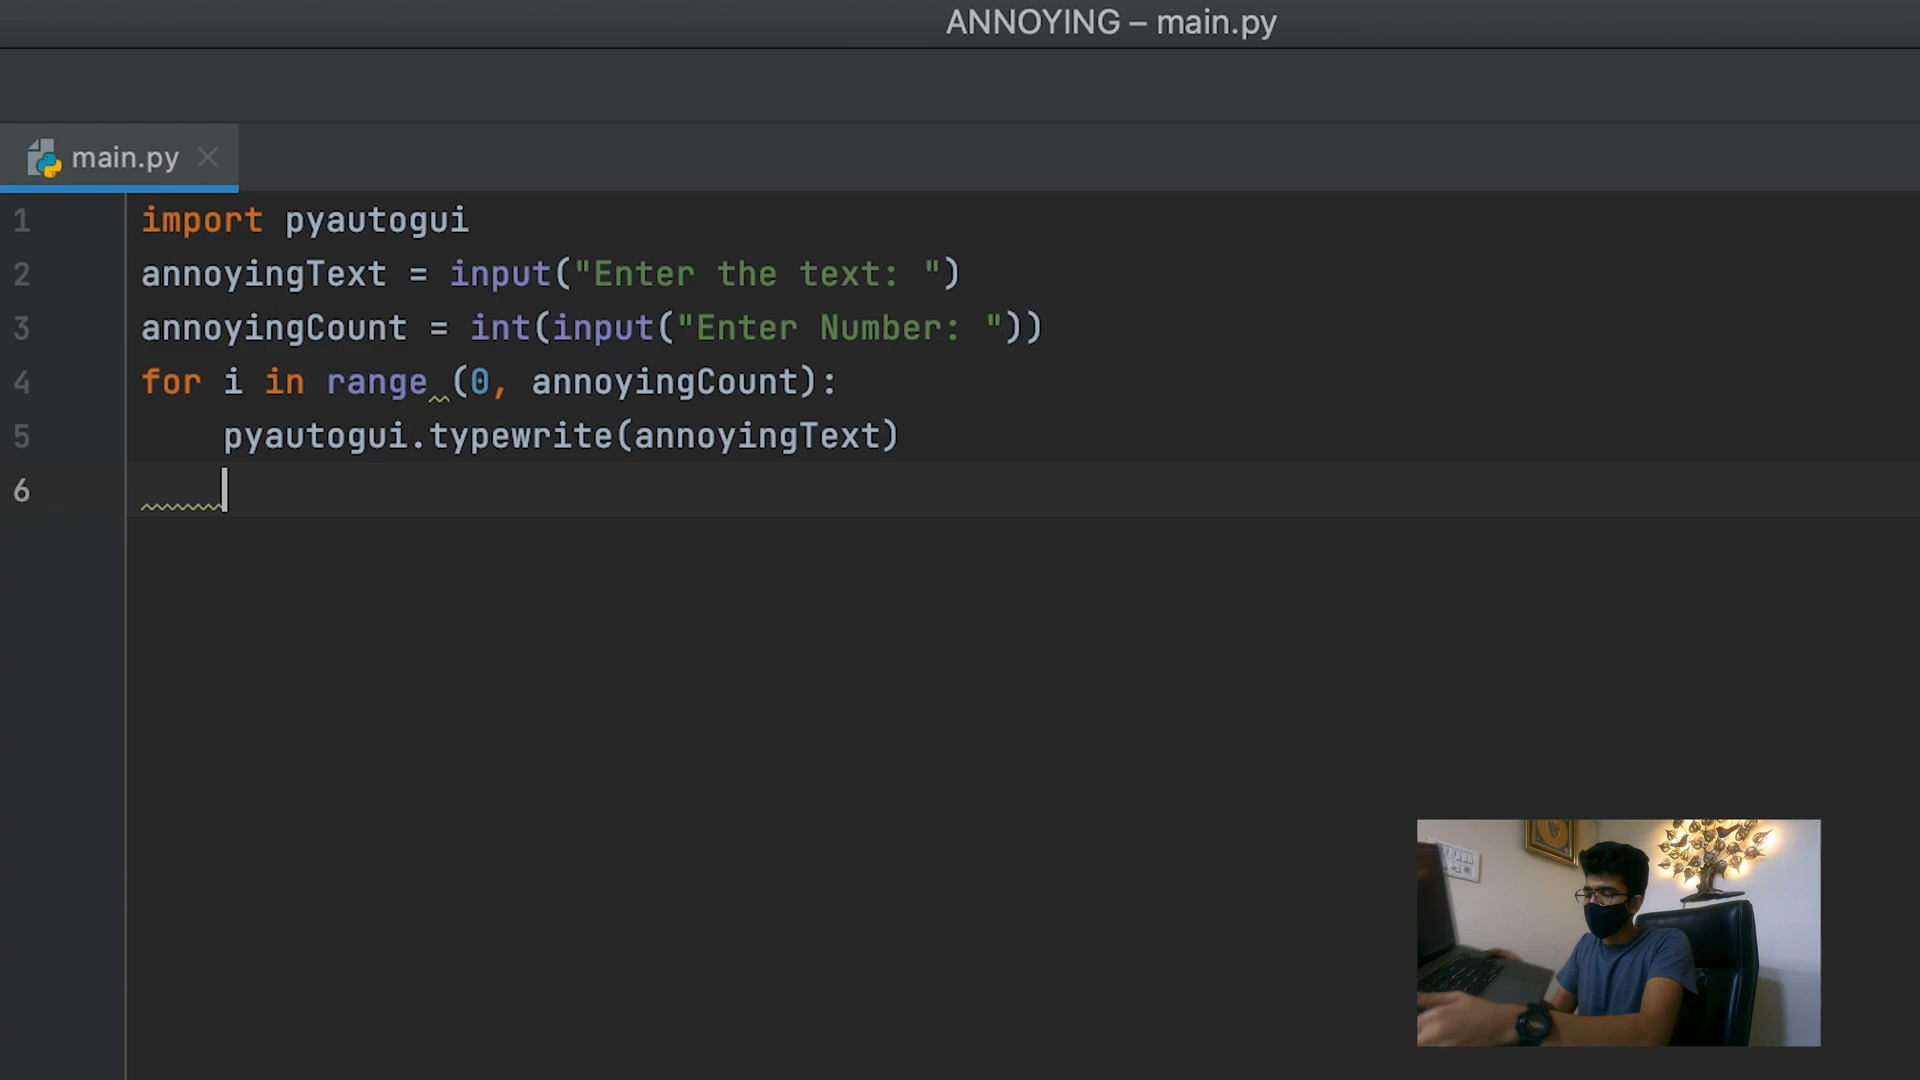 ANNOYING – main.py
main.py
1 import pyautogui
2 annoyingText = input("Enter the text: ")
3 annoyingCount = int(input("Enter Number: "))
4 for i in range (0, annoyingCount):
5     pyautogui.typewrite(annoyingText)
6